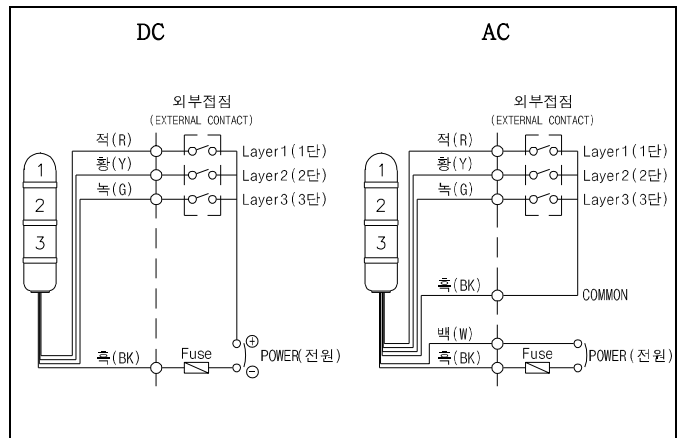 DC
외부접점
(EXTERNAL CONTACT)
적(R)
Layer1(1단)
황(Y)
Layer2(2단)
녹(G)
Layer3(3단)
1
2
3
흑(BK)
Fuse
⊕
⊖
POWER(전원)
AC
외부접점
(EXTERNAL CONTACT)
적(R)
Layer1(1단)
황(Y)
Layer2(2단)
녹(G)
Layer3(3단)
1
2
3
흑(BK)
COMMON
백(W)
흑(BK)
Fuse
POWER(전원)